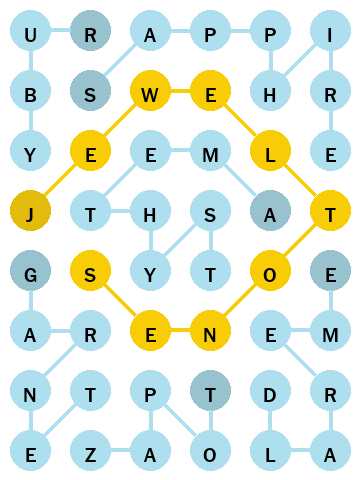 U R A P P I
B S W E H R
Y E E M L E
J T H S A T
G S Y T O E
A R E N E M
N T P T D R
E Z A O L A